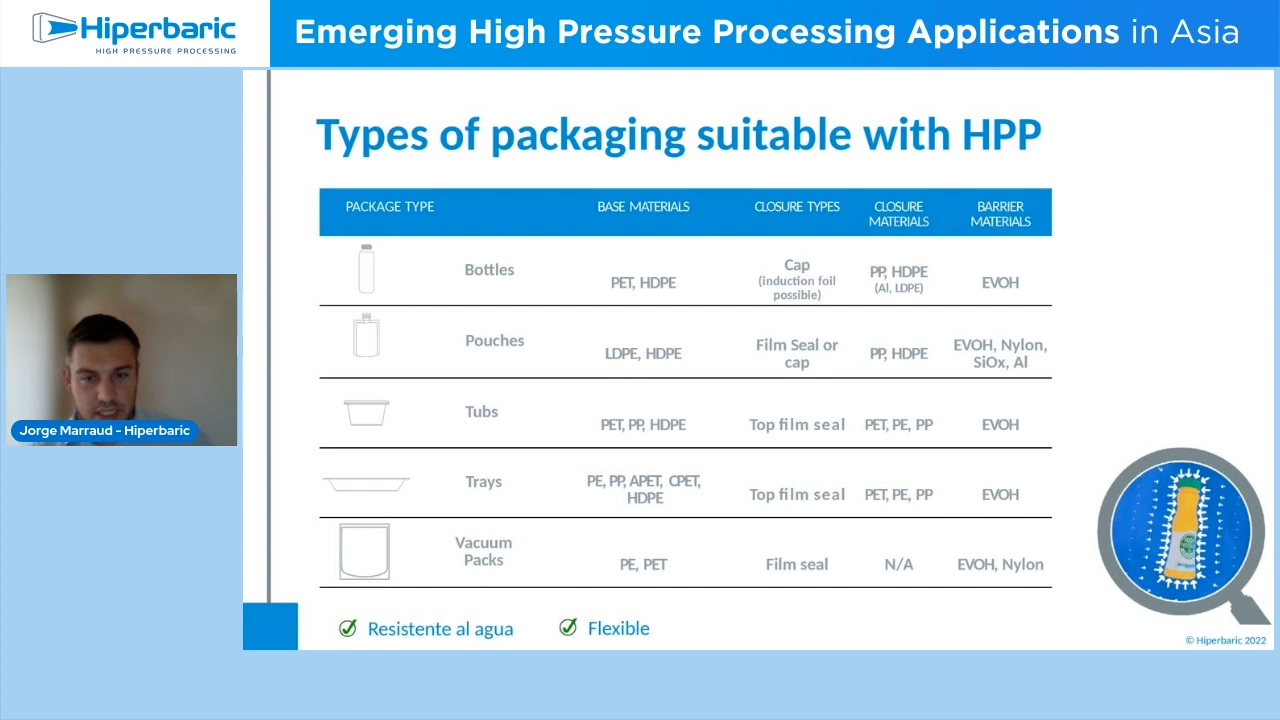 Hiperbaric
HIGH PRESSURE PROCESSING
Emerging High Pressure Processing Applications in Asia
Types of packaging suitable with HPP
PACKAGE TYPE BASE MATERIALS CLOSURE TYPES CLOSURE MATERIALS BARRIER MATERIALS
Bottles PET, HDPE Cap (induction foil possible) PP, HDPE (Al, LDPE) EVOH
Pouches LDPE, HDPE Film Seal or cap PP, HDPE EVOH, Nylon, SiOx, Al
Tubs PET, PP, HDPE Top film seal PET, PE, PP EVOH
Trays PE, PP, APET, CPET, HDPE Top film seal PET, PE, PP EVOH
Vacuum Packs PE, PET Film seal N/A EVOH, Nylon
Jorge Marraud - Hiperbaric
Resistente al agua Flexible
© Hiperbaric 2022